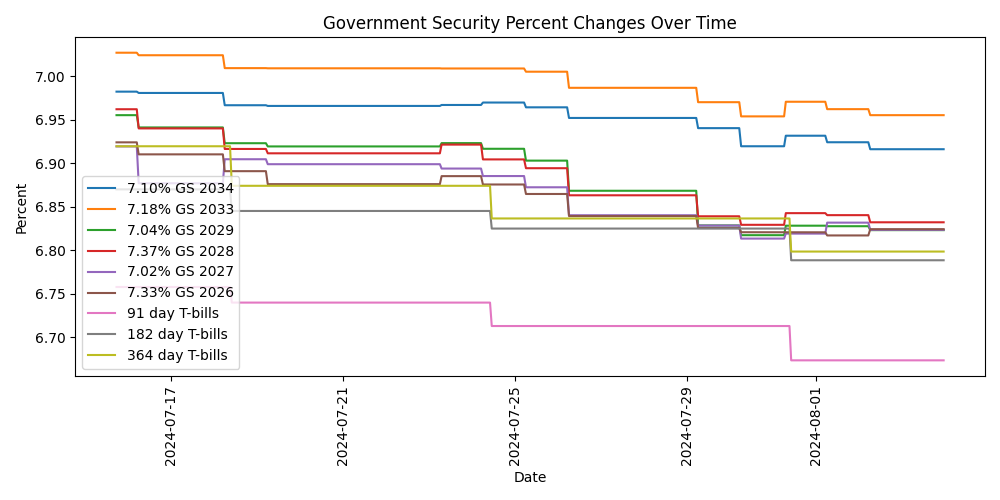 Government Security Percent Changes Over Time
Percent
7.00
6.95
6.90
6.85
6.80
6.75
6.70
7.10% GS 2034
7.18% GS 2033
7.04% GS 2029
7.37% GS 2028
7.02% GS 2027
7.33% GS 2026
91 day T-bills
182 day T-bills
364 day T-bills
2024-07-17
2024-07-21
2024-07-25
2024-07-29
2024-08-01
Date